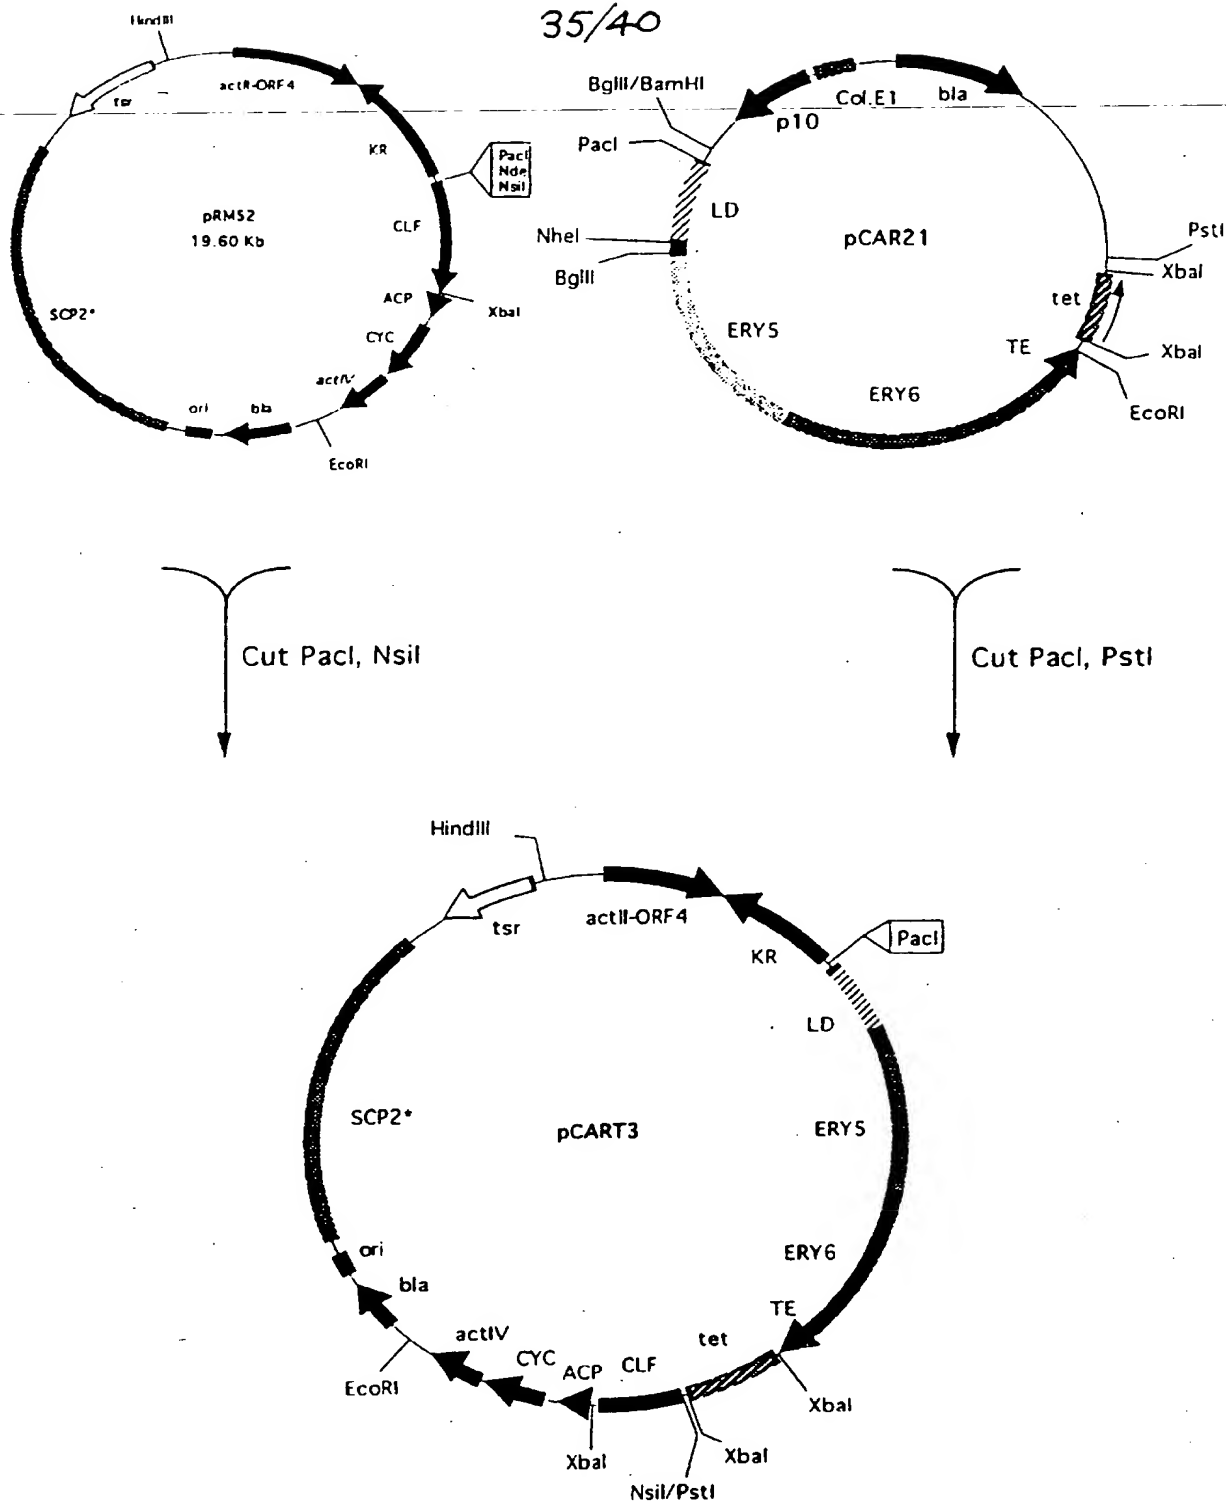 35/40
HindIII
tsr
actII-ORF4
KR
PacI
Nde
NsiI
pRM52
19.60 Kb
CLF
ACP
XbaI
CYC
actIV
SCP2*
ori
bla
EcoRI
BglII/BamHI
Col.E1
bla
p10
PacI
LD
NheI
BglII
pCAR21
PstI
XbaI
tet
ERY5
TE
XbaI
ERY6
EcoRI
Cut PacI, NsiI
Cut PacI, PstI
HindIII
tsr
actII-ORF4
KR
PacI
LD
SCP2*
pCART3
ERY5
ori
ERY6
bla
TE
actIV
tet
CYC
ACP
CLF
EcoRI
XbaI
XbaI
XbaI
NsiI/PstI